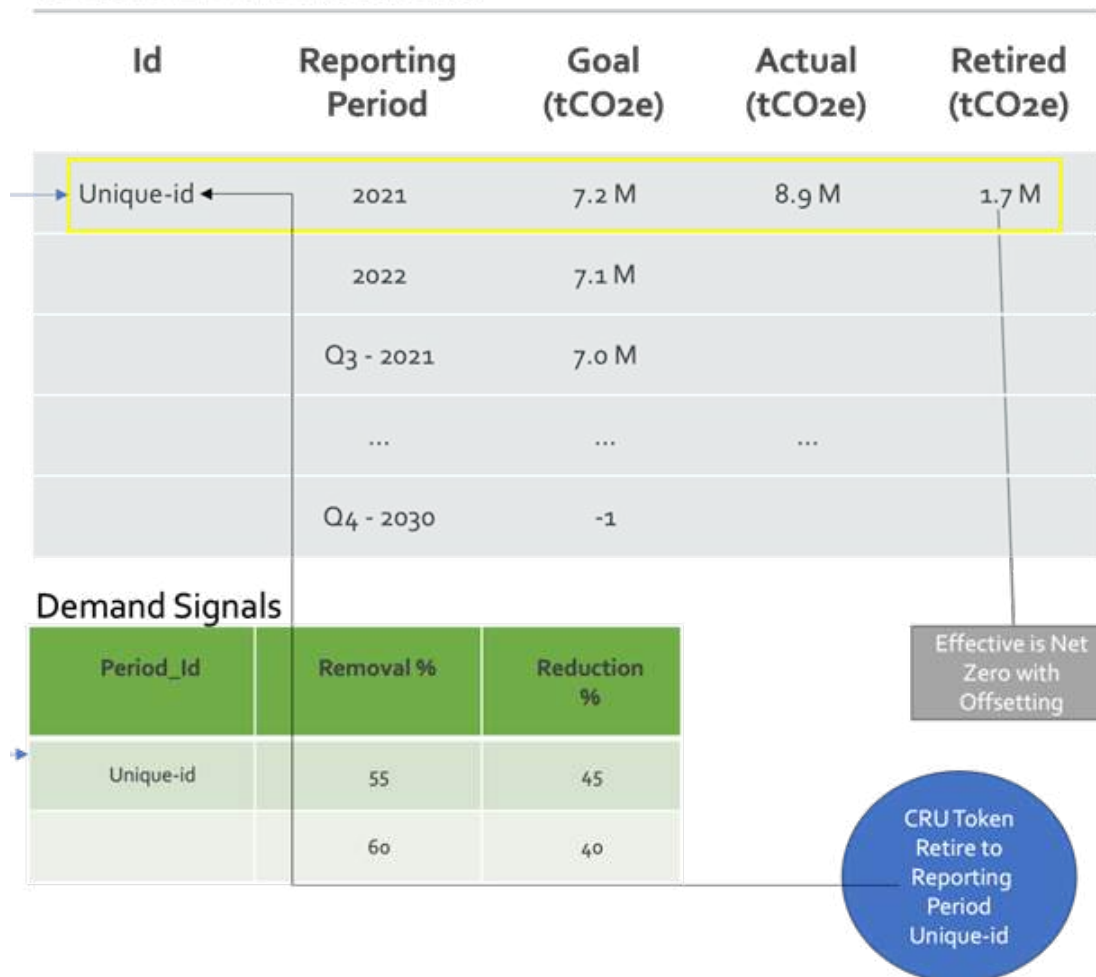 Id Reporting Period Goal (tCO2e) Actual (tCO2e) Retired (tCO2e)
Unique-id 2021 7.2 M 8.9 M 1.7 M
2022 7.1 M
Q3 - 2021 7.0 M
... ... ...
Q4 - 2030 -1
Demand Signals
Period_Id Removal % Reduction %
Unique-id 55 45
60 40
Effective is Net
Zero with
Offsetting
CRU Token
Retire to
Reporting
Period
Unique-id